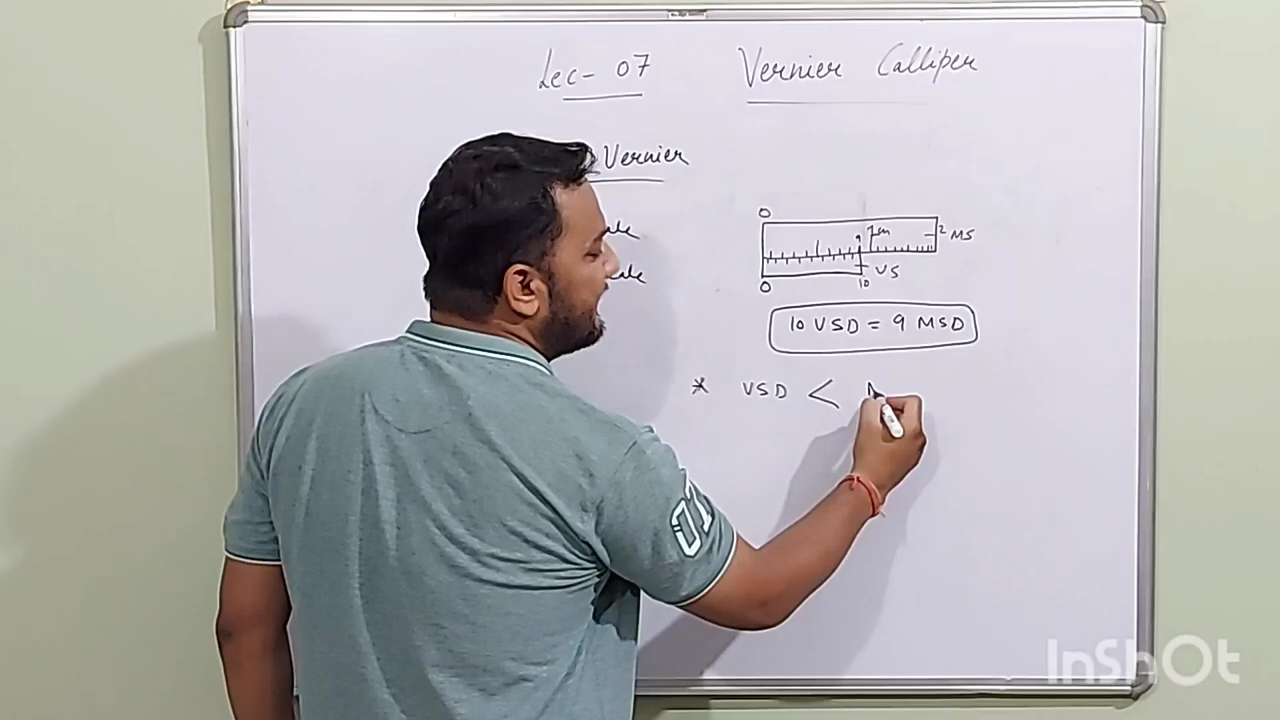 Lec- 07 Vernier Calliper
Vernier
0
9 1cm 2 MS
VS
0 10
10 VSD = 9 MSD
* VSD <
07
InShOt